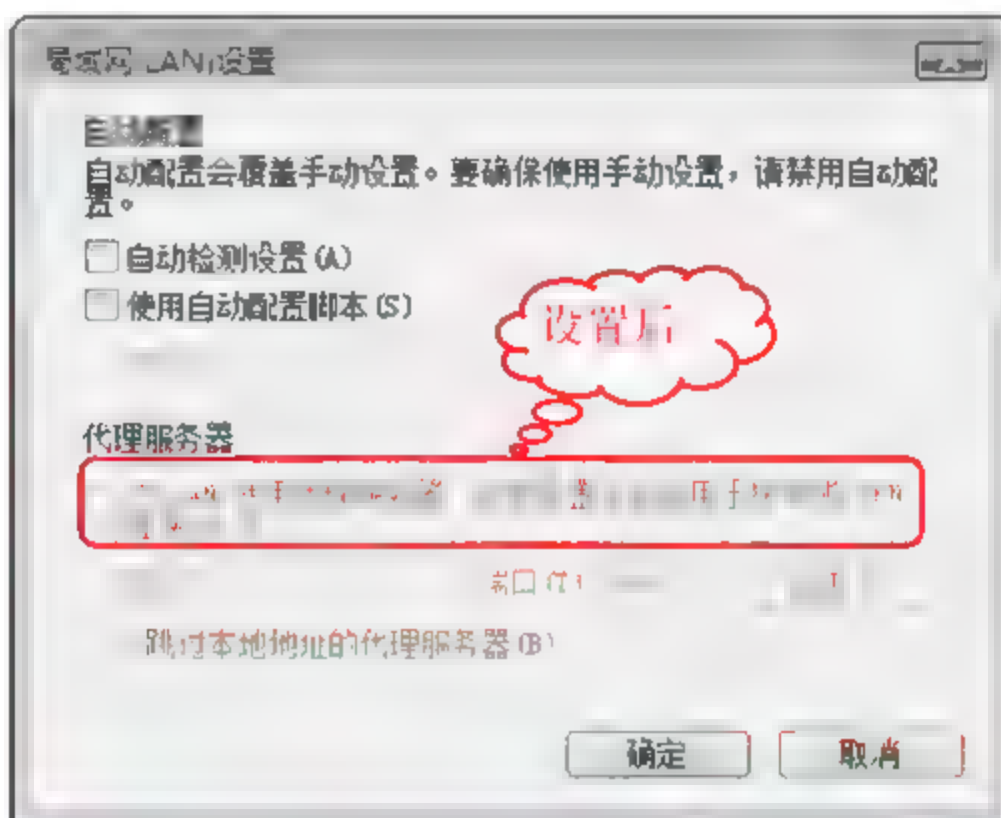 局域网(LAN)设置
自动配置
自动配置会覆盖手动设置。要确保使用手动设置，请禁用自动配
置。
自动检测设置(A)
使用自动配置脚本(S)
设置后
代理服务器
端口(T)
跳过本地地址的代理服务器(B)
确定
取消